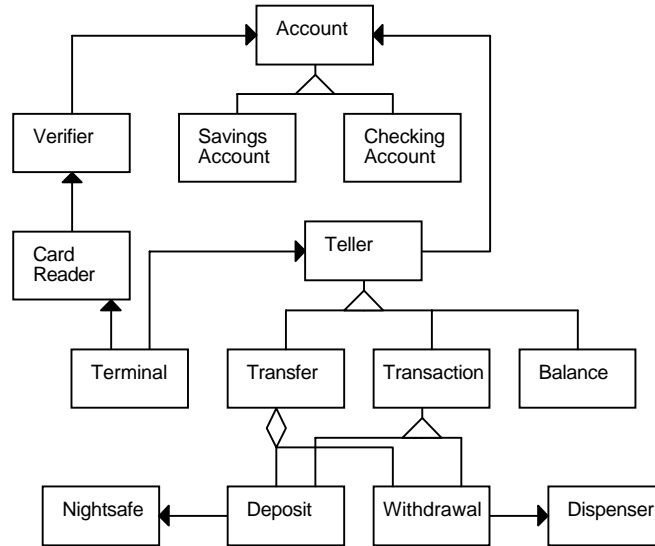 Account
Verifier
Savings
Account
Checking
Account
Card
Reader
Teller
Terminal
Transfer
Transaction
Balance
Nightsafe
Deposit
Withdrawal
Dispenser